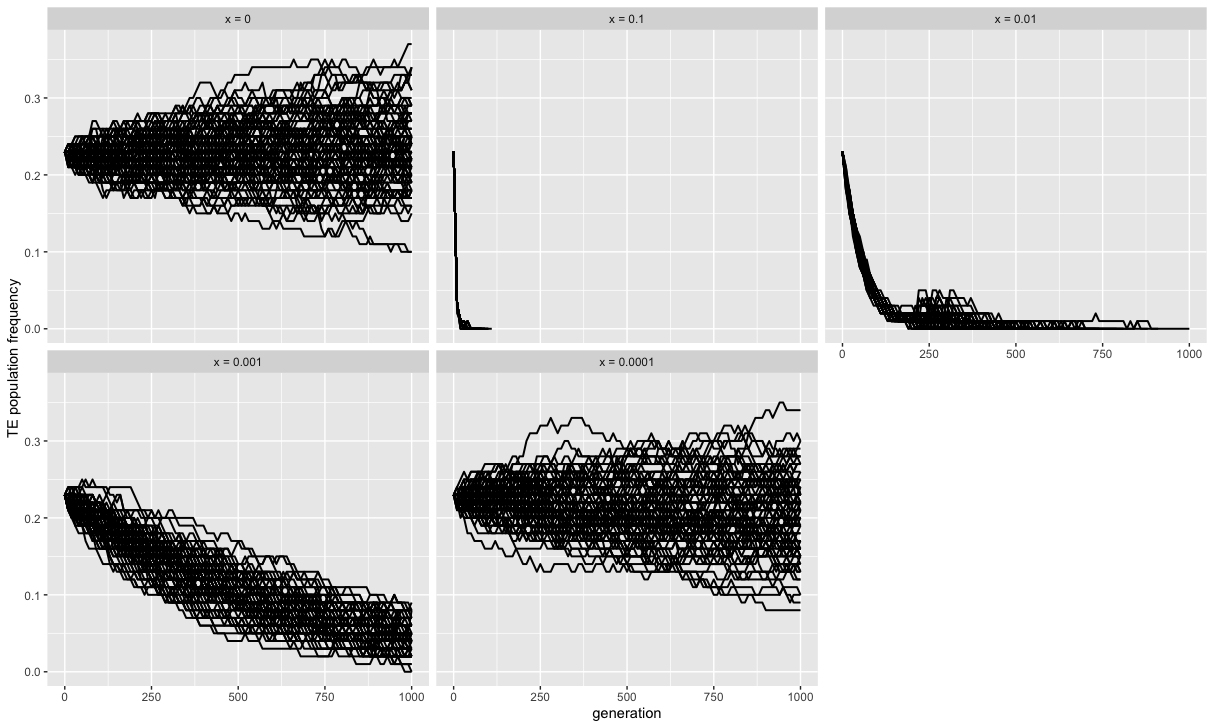 x = 0
x = 0.1
x = 0.01
0.3
0.2
0.1
0.0
0 250 500 750 1000
x = 0.001
x = 0.0001
0.3
0.2
0.1
0.0
0 250 500 750 1000
0 250 500 750 1000
TE population frequency
generation